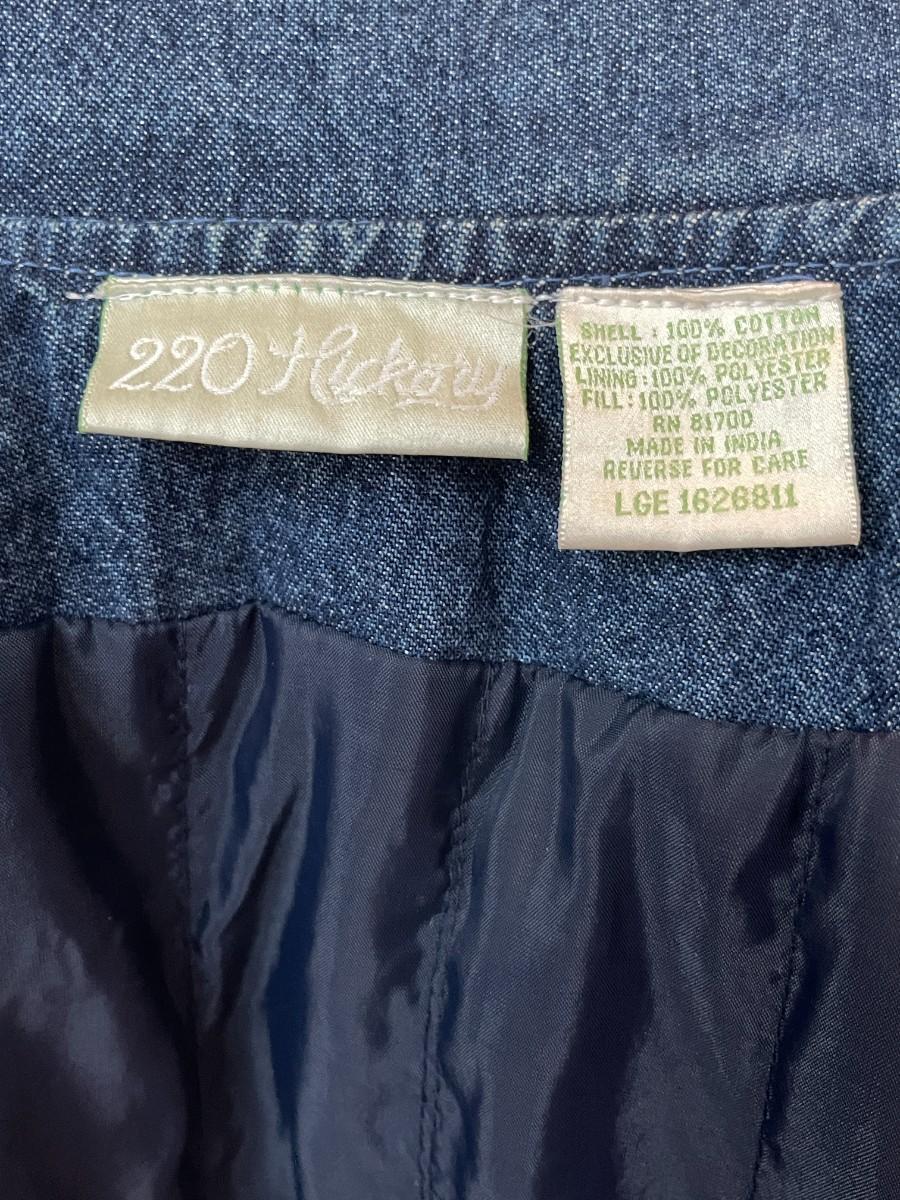 220 Hickory
SHELL : 100% COTTON
EXCLUSIVE OF DECORATION
LINING : 100% POLYESTER
FILL : 100% POLYESTER
RN 81700
MADE IN INDIA
REVERSE FOR CARE
LGE 1626811